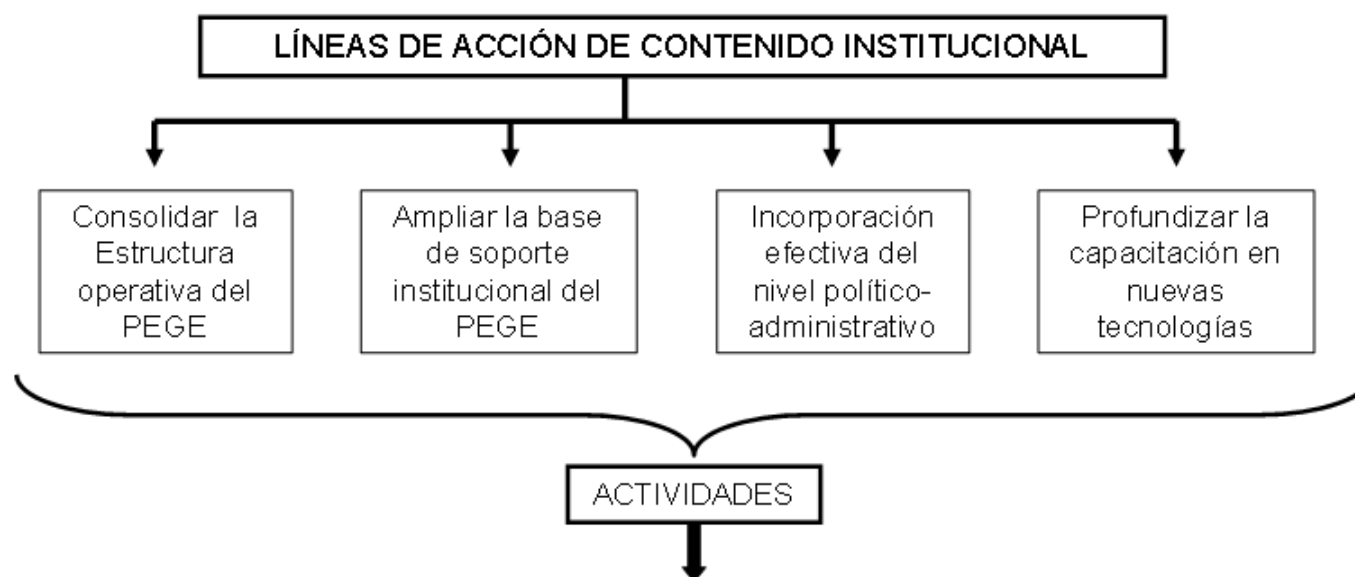 LÍNEAS DE ACCIÓN DE CONTENIDO INSTITUCIONAL
Consolidar la
Estructura
operativa del
PEGE
Ampliar la base
de soporte
institucional del
PEGE
Incorporación
efectiva del
nivel político-
administrativo
Profundizar la
capacitación en
nuevas
tecnologías
ACTIVIDADES